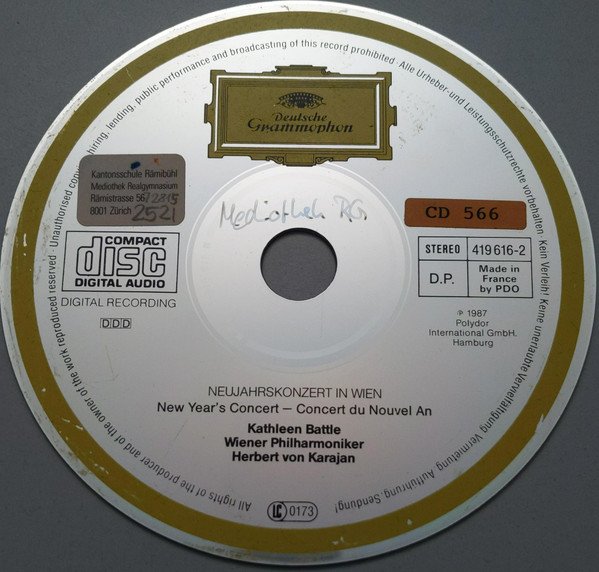 Unauthorised copying, hiring, lending, public performance and broadcasting of this record prohibited · Alle Urheber- und Leistungsschutzrechte vorbehalten · Kein Verleih! Keine unerlaubte Vervielfältigung, Vermietung, Aufführung, Sendung!
All rights of the producer and of the owner of the work reproduced reserved ·
Deutsche
Grammophon
Kantonsschule Rämibühl
Mediothek Realgymnasium
Rämistrasse 56
8001 Zürich
2521
Mediothek RG
CD 566
COMPACT
disc
DIGITAL AUDIO
DIGITAL RECORDING
DDD
STEREO 419 616-2
D.P. Made in
France
by PDO
℗ 1987
Polydor
International GmbH.
Hamburg
NEUJAHRSKONZERT IN WIEN
New Year's Concert – Concert du Nouvel An
Kathleen Battle
Wiener Philharmoniker
Herbert von Karajan
LC 0173